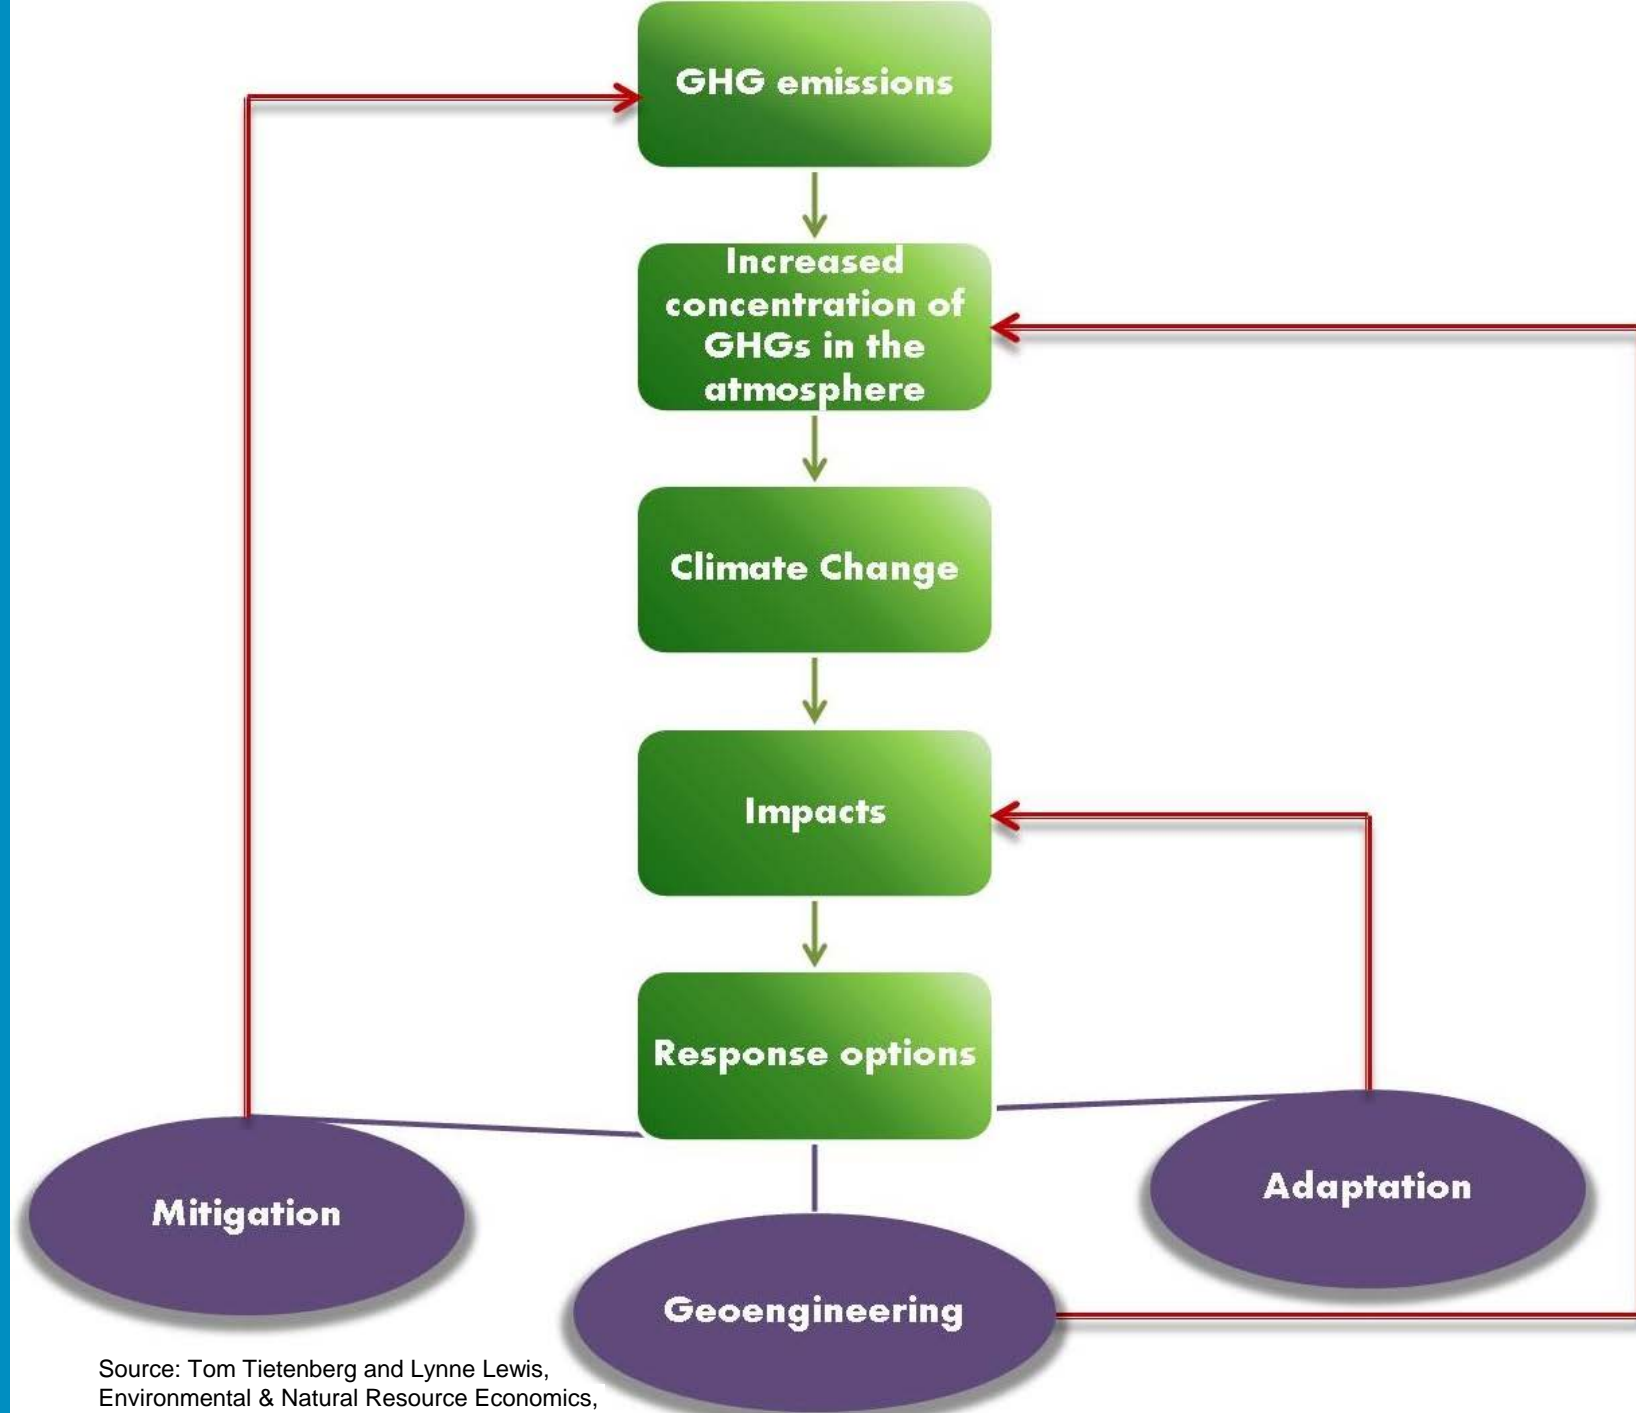 GHG emissions
Increased
concentration of
GHGs in the
atmosphere
Climate Change
Impacts
Response options
Mitigation
Adaptation
Geoengineering
Source: Tom Tietenberg and Lynne Lewis,
Environmental & Natural Resource Economics,